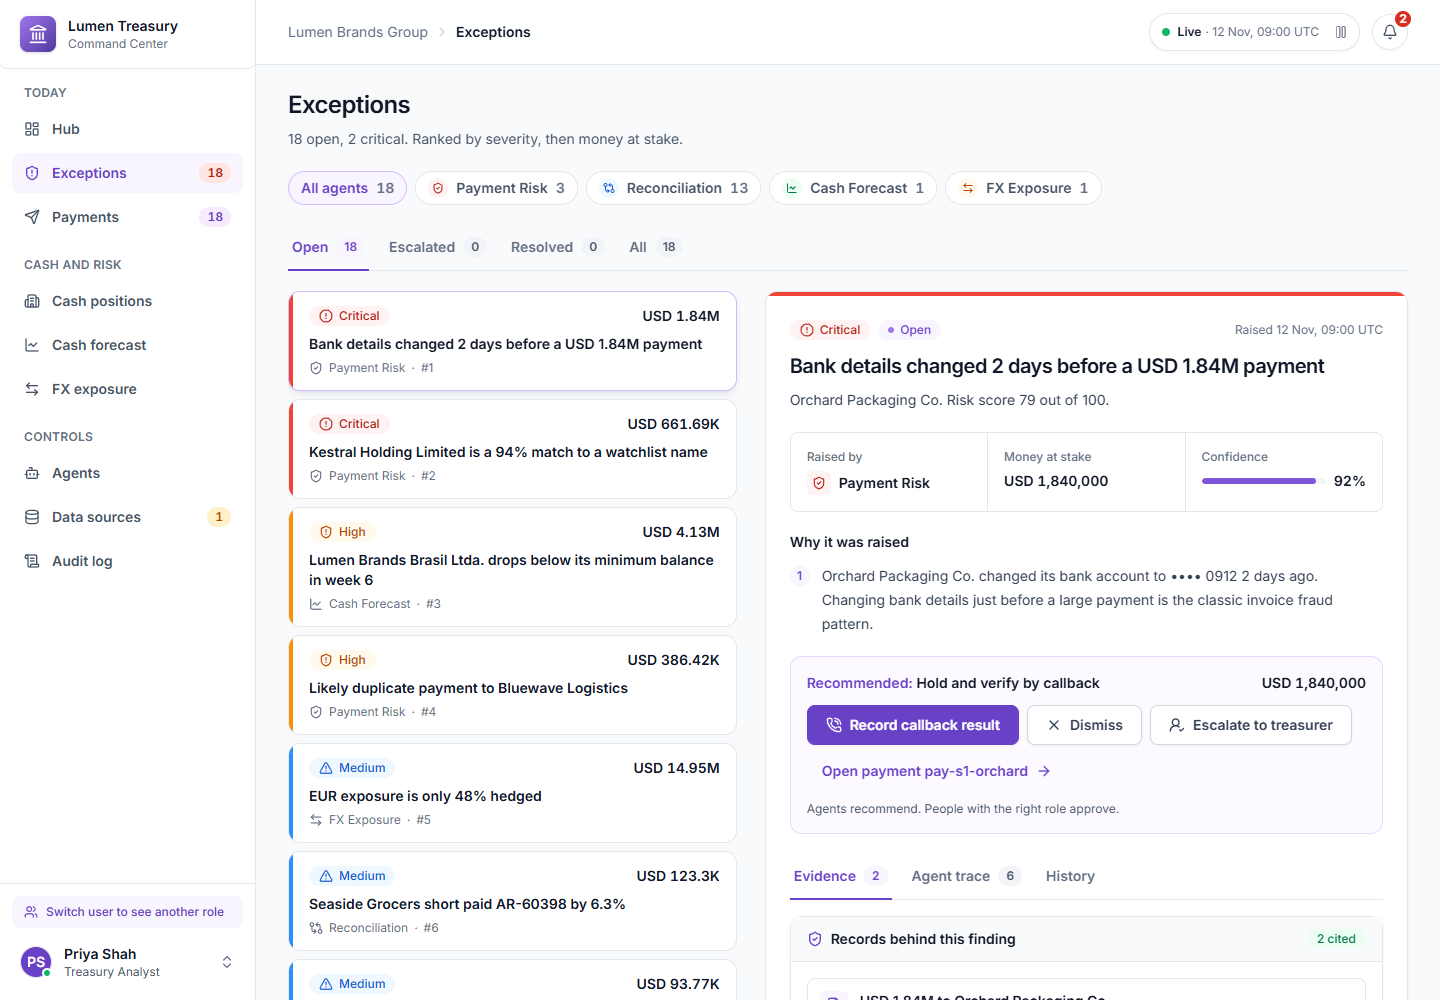 Lumen Treasury
Command Center
TODAY
Hub
Exceptions 18
Payments 18
CASH AND RISK
Cash positions
Cash forecast
FX exposure
CONTROLS
Agents
Data sources 1
Audit log
Switch user to see another role
PS
Priya Shah
Treasury Analyst
Lumen Brands Group > Exceptions
Live · 12 Nov, 09:00 UTC
2
Exceptions
18 open, 2 critical. Ranked by severity, then money at stake.
All agents 18 Payment Risk 3 Reconciliation 13 Cash Forecast 1 FX Exposure 1
Open 18 Escalated 0 Resolved 0 All 18
Critical USD 1.84M
Bank details changed 2 days before a USD 1.84M payment
Payment Risk · #1
Critical USD 661.69K
Kestral Holding Limited is a 94% match to a watchlist name
Payment Risk · #2
High USD 4.13M
Lumen Brands Brasil Ltda. drops below its minimum balance
in week 6
Cash Forecast · #3
High USD 386.42K
Likely duplicate payment to Bluewave Logistics
Payment Risk · #4
Medium USD 14.95M
EUR exposure is only 48% hedged
FX Exposure · #5
Medium USD 123.3K
Seaside Grocers short paid AR-60398 by 6.3%
Reconciliation · #6
Medium USD 93.77K
Critical Open Raised 12 Nov, 09:00 UTC
Bank details changed 2 days before a USD 1.84M payment
Orchard Packaging Co. Risk score 79 out of 100.
Raised by Money at stake Confidence
Payment Risk USD 1,840,000 92%
Why it was raised
1 Orchard Packaging Co. changed its bank account to •••• 0912 2 days ago.
Changing bank details just before a large payment is the classic invoice fraud
pattern.
Recommended: Hold and verify by callback USD 1,840,000
Record callback result Dismiss Escalate to treasurer
Open payment pay-s1-orchard →
Agents recommend. People with the right role approve.
Evidence 2 Agent trace 6 History
Records behind this finding 2 cited
USD 1.84M to Orchard Packaging Co.